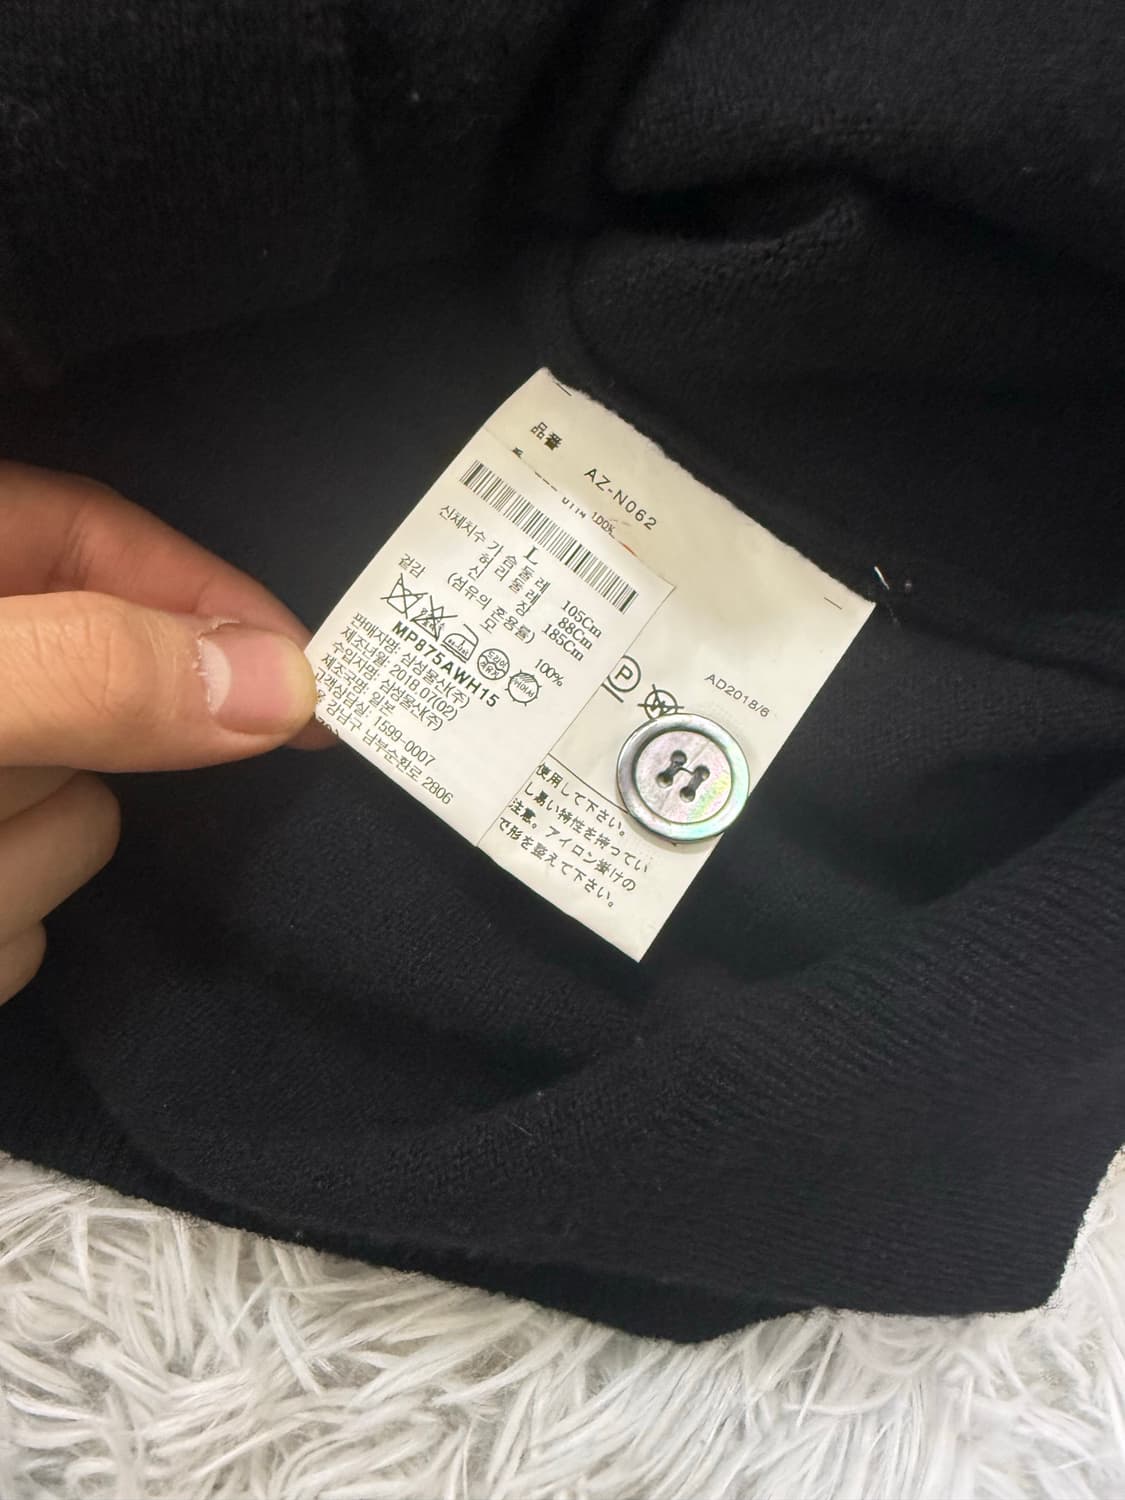 品番
AZ-N062
100%
L
신체치수 가슴둘레 105Cm
허리둘레 88Cm
신장 185Cm
겉감 (섬유의 혼용률)
모 100%
드라이
MP875AWH15
판매자명: 삼성물산(주)
제조년월: 2018.07(02)
수입자명: 삼성물산(주)
제조국명: 일본
고객상담실: 1599-0007
강남구 남부순환로 2806
P
W
AD2018/6
使用して下さい。
し易い特性を持ってい
注意。アイロン掛けの
で形を整えて下さい。